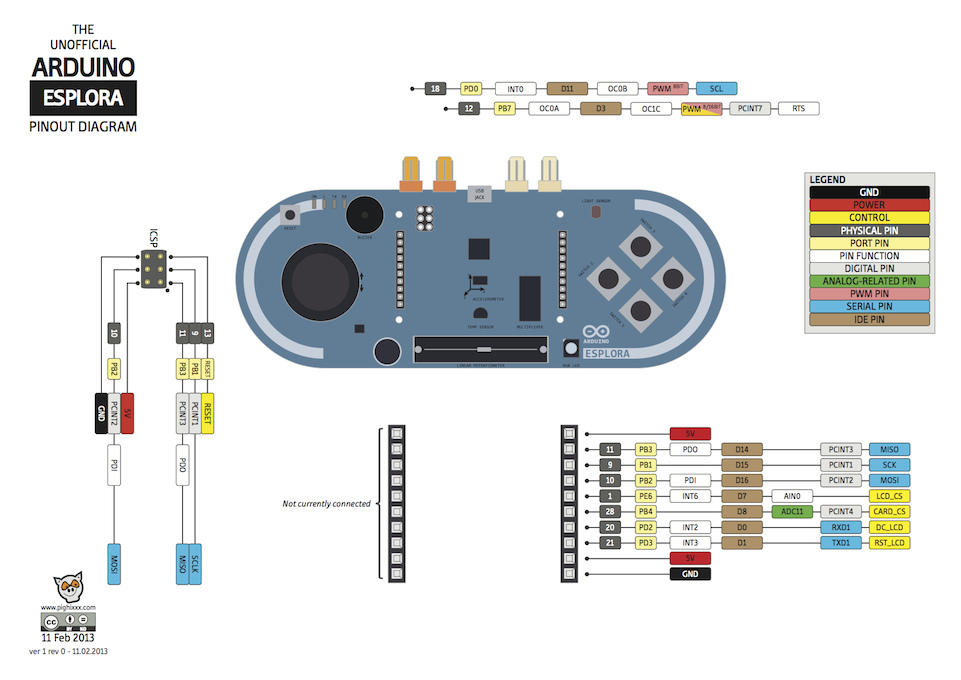 THE
UNOFFICIAL
ARDUINO
ESPLORA
PINOUT DIAGRAM
18 PD0 INT0 D11 OC0B PWM 8BIT SCL
12 PB7 OC0A D3 OC1C PWM 8/16BIT PCINT7 RTS
LEGEND
GND
POWER
CONTROL
PHYSICAL PIN
PORT PIN
PIN FUNCTION
DIGITAL PIN
ANALOG-RELATED PIN
PWM PIN
SERIAL PIN
IDE PIN
USB
JACK
RESET
ON L TX RX
BUZZER
LIGHT SENSOR
ACCELEROMETER
TEMP SENSOR
MULTIPLEXER
LINEAR POTENTIOMETER
RGB LED
ARDUINO
ESPLORA
ICSP
10 11 9 13
PB2 PB3 PB1 RESET
GND PCINT2 5V PCINT3 PCINT1 RESET
PDI PDO
MOSI MISO SCLK
Not currently connected
5V
11 PB3 PDO D14 PCINT3 MISO
9 PB1 D15 PCINT1 SCK
10 PB2 PDI D16 PCINT2 MOSI
1 PE6 INT6 D7 AIN0 LCD_CS
28 PB4 D8 ADC11 PCINT4 CARD_CS
20 PD2 INT2 D0 RXD1 DC_LCD
21 PD3 INT3 D1 TXD1 RST_LCD
5V
GND
www.pighixxx.com
cc
11 Feb 2013
ver 1 rev 0 - 11.02.2013